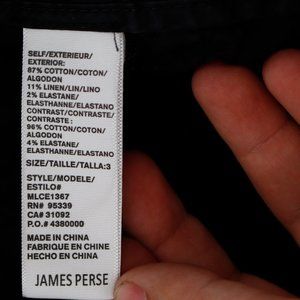 SELF/EXTERIEUR/
EXTERIOR:
87% COTTON/COTON/
ALGODON
11% LINEN/LIN/LINO
2% ELASTANE/
ELASTHANNE/ELASTANO
CONTRAST/CONTRASTE/
CONTRASTE :
96% COTTON/COTON/
ALGODON
4% ELASTANE/
ELASTHANNE/ELASTANO
SIZE/TAILLE/TALLA:3
STYLE/MODELE/
ESTILO#
MLCE1367
RN# 95339
CA# 31092
P.O.# 4380000
MADE IN CHINA
FABRIQUE EN CHINE
HECHO EN CHINA
JAMES PERSE